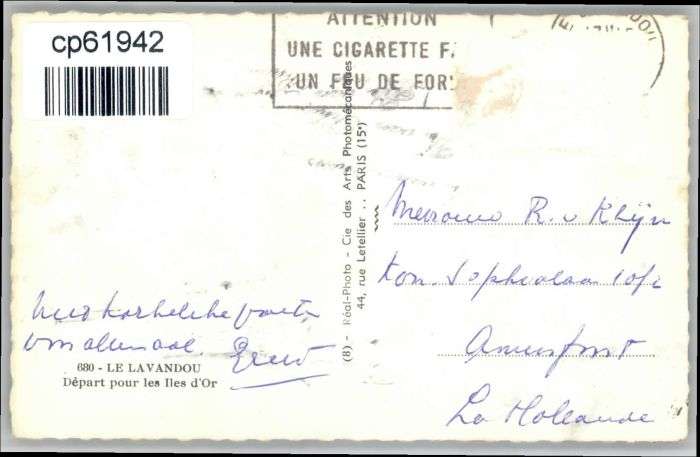 cp61942
ATTENTION
UNE CIGARETTE F
UN FEU DE FOR
(8) - Réal-Photo - Cie des Arts Photomécaniques
44, rue Letellier .. PARIS (15e)
Mevrouw R. v. Rhijn
Kon. Sophialaan
Amersfoort
La Hollande
Met hartelijke groeten
van allemaal.
680 - LE LAVANDOU
Départ pour les Iles d'Or